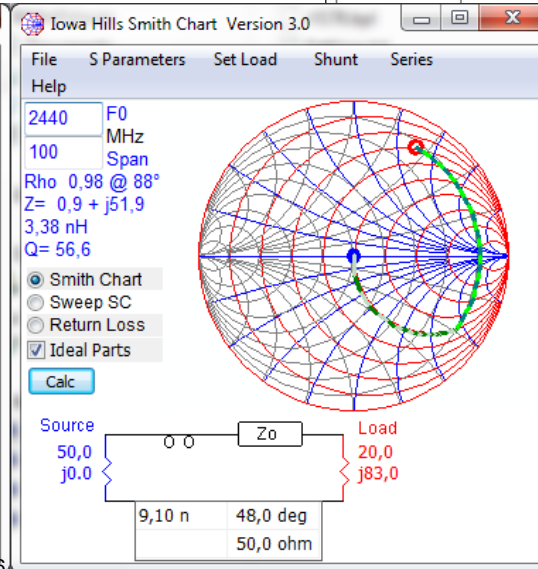 Iowa Hills Smith Chart Version 3.0
File S Parameters Set Load Shunt Series
Help
2440 F0
MHz
100 Span
Rho 0,98 @ 88°
Z= 0,9 + j51,9
3,38 nH
Q= 56,6
Smith Chart
Sweep SC
Return Loss
Ideal Parts
Calc
Source Zo Load
50,0 20,0
j0.0 j83,0
9,10 n 48,0 deg
50,0 ohm